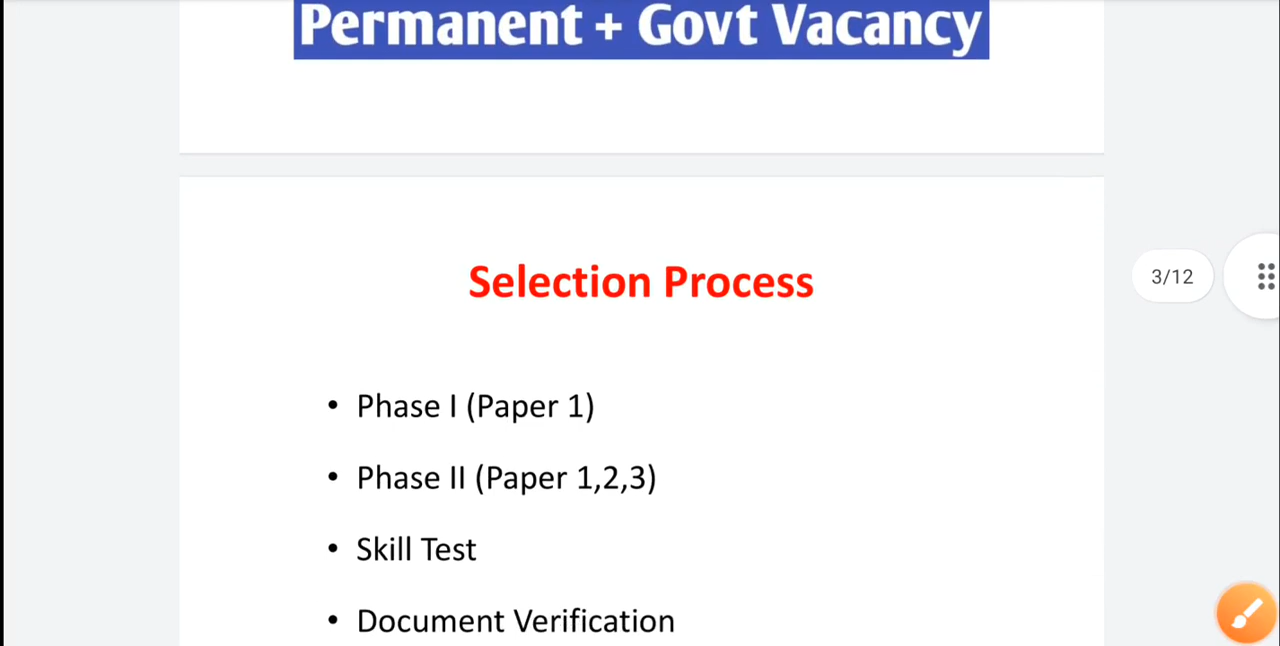 Permanent + Govt Vacancy
Selection Process
3/12
• Phase I (Paper 1)
• Phase II (Paper 1,2,3)
• Skill Test
• Document Verification